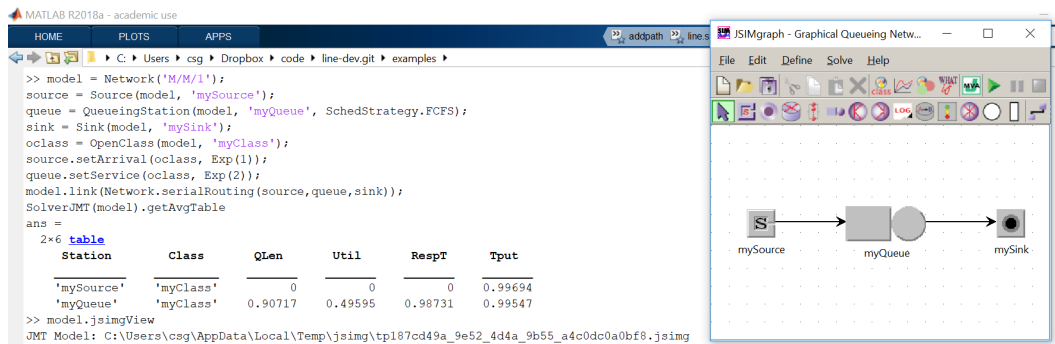 MATLAB R2018a - academic use
HOME PLOTS APPS
addpath line.s
C: Users csg Dropbox code line-dev.git examples
>> model = Network('M/M/1');
source = Source(model, 'mySource');
queue = QueueingStation(model, 'myQueue', SchedStrategy.FCFS);
sink = Sink(model, 'mySink');
oclass = OpenClass(model, 'myClass');
source.setArrival(oclass, Exp(1));
queue.setService(oclass, Exp(2));
model.link(Network.serialRouting(source,queue,sink));
SolverJMT(model).getAvgTable
ans =
2×6 table
Station Class QLen Util RespT Tput
'mySource' 'myClass' 0 0 0 0.99694
'myQueue' 'myClass' 0.90717 0.49595 0.98731 0.99547
>> model.jsimgView
JMT Model: C:\Users\csg\AppData\Local\Temp\jsimg\tp187cd49a_9e52_4d4a_9b55_a4c0dc0a0bf8.jsimg
JSIMgraph - Graphical Queueing Netw...
File Edit Define Solve Help
class WHAT IF MVA
LOG
S
mySource myQueue mySink